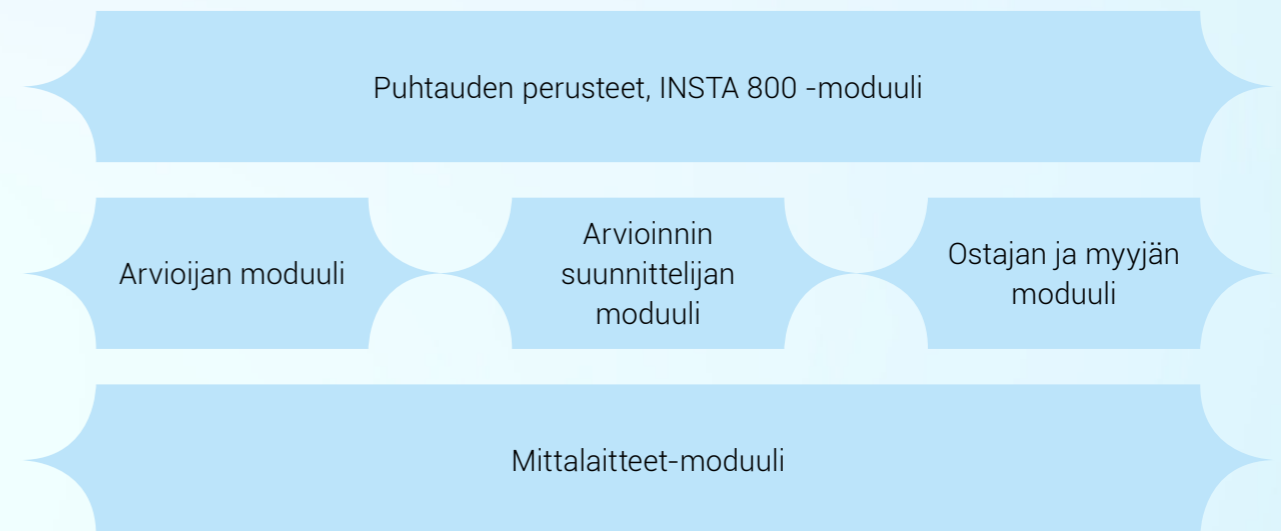 Puhtauden perusteet, INSTA 800 -moduuli
Arvioijan moduuli
Arvioinnin
suunnittelijan
moduuli
Ostajan ja myyjän
moduuli
Mittalaitteet-moduuli